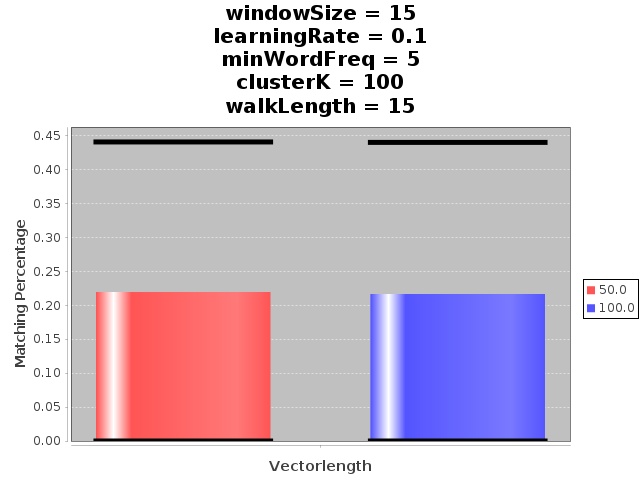 windowSize = 15
learningRate = 0.1
minWordFreq = 5
clusterK = 100
walkLength = 15
0.45
0.40
0.35
0.30
0.25
0.20
0.15
0.10
0.05
0.00
Matching Percentage
Vectorlength
50.0
100.0